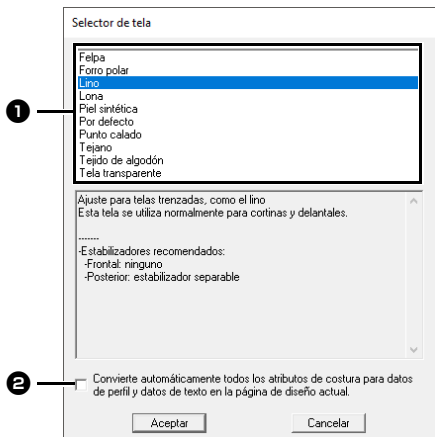 Selector de tela
Felpa
Forro polar
Lino
Lona
Piel sintética
Por defecto
Punto calado
Tejano
Tejido de algodón
Tela transparente
1
Ajuste para telas trenzadas, como el lino
Esta tela se utiliza normalmente para cortinas y delantales.
-------
-Estabilizadores recomendados:
-Frontal: ninguno
-Posterior: estabilizador separable
2
Convierte automáticamente todos los atributos de costura para datos
de perfil y datos de texto en la página de diseño actual.
Aceptar
Cancelar